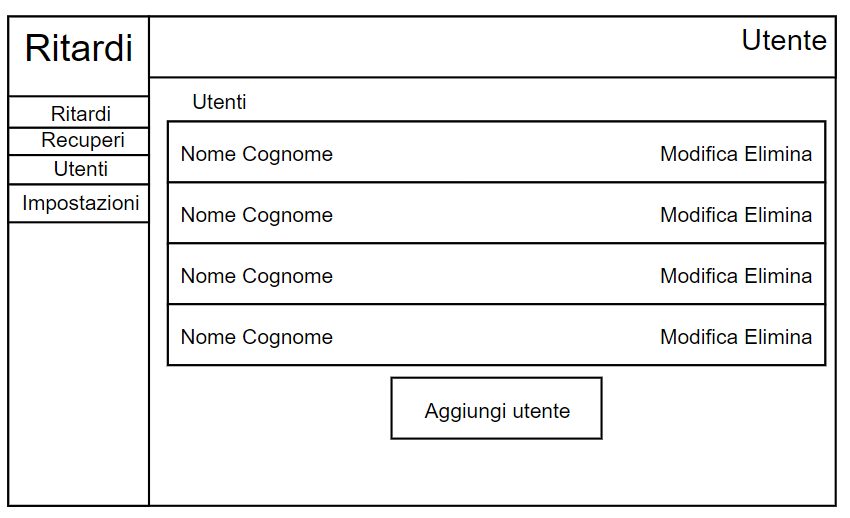 Ritardi
Utente
Ritardi
Recuperi
Utenti
Impostazioni
Utenti
Nome Cognome Modifica Elimina
Nome Cognome Modifica Elimina
Nome Cognome Modifica Elimina
Nome Cognome Modifica Elimina
Aggiungi utente